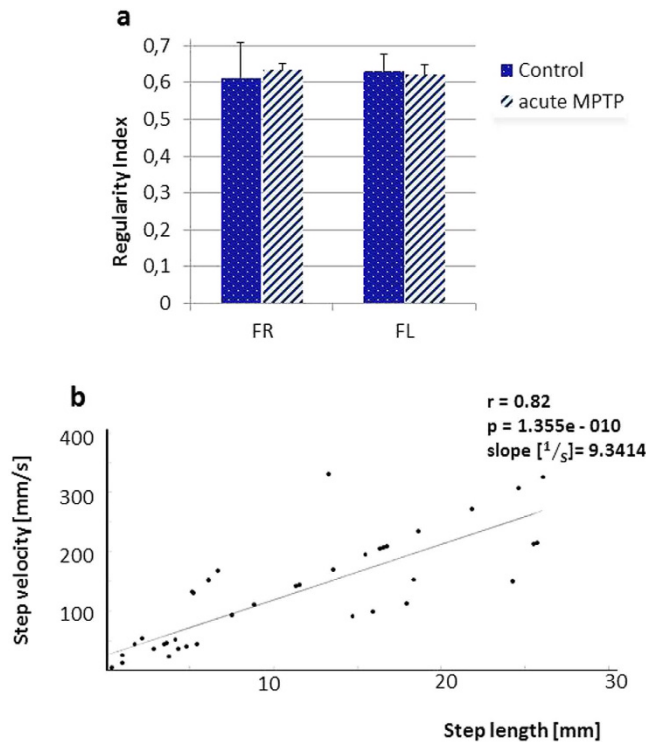 a
0,7
0,6
0,5
0,4
0,3
0,2
0,1
0
Regularity Index
FR FL
Control
acute MPTP
b
r = 0.82
p = 1.355e - 010
slope [1/s]= 9.3414
400
300
200
100
Step velocity [mm/s]
10 20 30
Step length [mm]